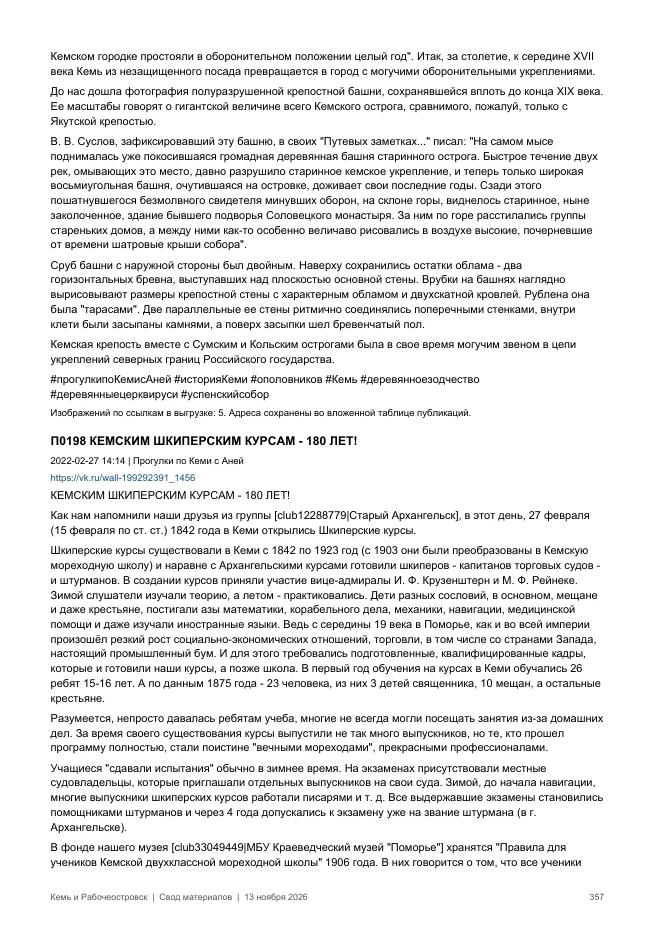 Кемском городке простояли в оборонительном положении целый год". Итак, за столетие, к середине XVII
века Кемь из незащищенного посада превращается в город с могучими оборонительными укреплениями.
До нас дошла фотография полуразрушенной крепостной башни, сохранявшейся вплоть до конца XIX века.
Ее масштабы говорят о гигантской величине всего Кемского острога, сравнимого, пожалуй, только с
Якутской крепостью.
В. В. Суслов, зафиксировавший эту башню, в своих "Путевых заметках..." писал: "На самом мысе
поднималась уже покосившаяся громадная деревянная башня старинного острога. Быстрое течение двух
рек, омывающих это место, давно разрушило старинное кемское укрепление, и теперь только широкая
восьмиугольная башня, очутившаяся на островке, доживает свои последние годы. Сзади этого
пошатнувшегося безмолвного свидетеля минувших оборон, на склоне горы, виднелось старинное, ныне
заколоченное, здание бывшего подворья Соловецкого монастыря. За ним по горе расстилались группы
стареньких домов, а между ними как-то особенно величаво рисовались в воздухе высокие, почерневшие
от времени шатровые крыши собора".
Сруб башни с наружной стороны был двойным. Наверху сохранились остатки облама - два
горизонтальных бревна, выступавших над плоскостью основной стены. Врубки на башнях наглядно
вырисовывают размеры крепостной стены с характерным обламом и двухскатной кровлей. Рублена она
была "тарасами". Две параллельные ее стены ритмично соединялись поперечными стенками, внутри
клети были засыпаны камнями, а поверх засыпки шел бревенчатый пол.
Кемская крепость вместе с Сумским и Кольским острогами была в свое время могучим звеном в цепи
укреплений северных границ Российского государства.
#прогулкипоКемисАней #историяКеми #ополовников #Кемь #деревянноезодчество
#деревянныецерквируси #успенскийсобор
Изображений по ссылкам в выгрузке: 5. Адреса сохранены во вложенной таблице публикаций.
П0198 КЕМСКИМ ШКИПЕРСКИМ КУРСАМ - 180 ЛЕТ!
2022-02-27 14:14 | Прогулки по Кеми с Аней
https://vk.ru/wall-199292391_1456
КЕМСКИМ ШКИПЕРСКИМ КУРСАМ - 180 ЛЕТ!
Как нам напомнили наши друзья из группы [club12288779|Старый Архангельск], в этот день, 27 февраля
(15 февраля по ст. ст.) 1842 года в Кеми открылись Шкиперские курсы.
Шкиперские курсы существовали в Кеми с 1842 по 1923 год (с 1903 они были преобразованы в Кемскую
мореходную школу) и наравне с Архангельскими курсами готовили шкиперов - капитанов торговых судов -
и штурманов. В создании курсов приняли участие вице-адмиралы И. Ф. Крузенштерн и М. Ф. Рейнеке.
Зимой слушатели изучали теорию, а летом - практиковались. Дети разных сословий, в основном, мещане
и даже крестьяне, постигали азы математики, корабельного дела, механики, навигации, медицинской
помощи и даже изучали иностранные языки. Ведь с середины 19 века в Поморье, как и во всей империи
произошёл резкий рост социально-экономических отношений, торговли, в том числе со странами Запада,
настоящий промышленный бум. И для этого требовались подготовленные, квалифицированные кадры,
которые и готовили наши курсы, а позже школа. В первый год обучения на курсах в Кеми обучались 26
ребят 15-16 лет. А по данным 1875 года - 23 человека, из них 3 детей священника, 10 мещан, а остальные
крестьяне.
Разумеется, непросто давалась ребятам учеба, многие не всегда могли посещать занятия из-за домашних
дел. За время своего существования курсы выпустили не так много выпускников, но те, кто прошел
программу полностью, стали поистине "вечными мореходами", прекрасными профессионалами.
Учащиеся "сдавали испытания" обычно в зимнее время. На экзаменах присутствовали местные
судовладельцы, которые приглашали отдельных выпускников на свои суда. Зимой, до начала навигации,
многие выпускники шкиперских курсов работали писарями и т. д. Все выдержавшие экзамены становились
помощниками штурманов и через 4 года допускались к экзамену уже на звание штурмана (в г.
Архангельске).
В фонде нашего музея [club33049449|МБУ Краеведческий музей "Поморье"] хранятся "Правила для
учеников Кемской двухклассной мореходной школы" 1906 года. В них говорится о том, что все ученики
Кемь и Рабочеостровск | Свод материалов | 13 ноября 2026
357